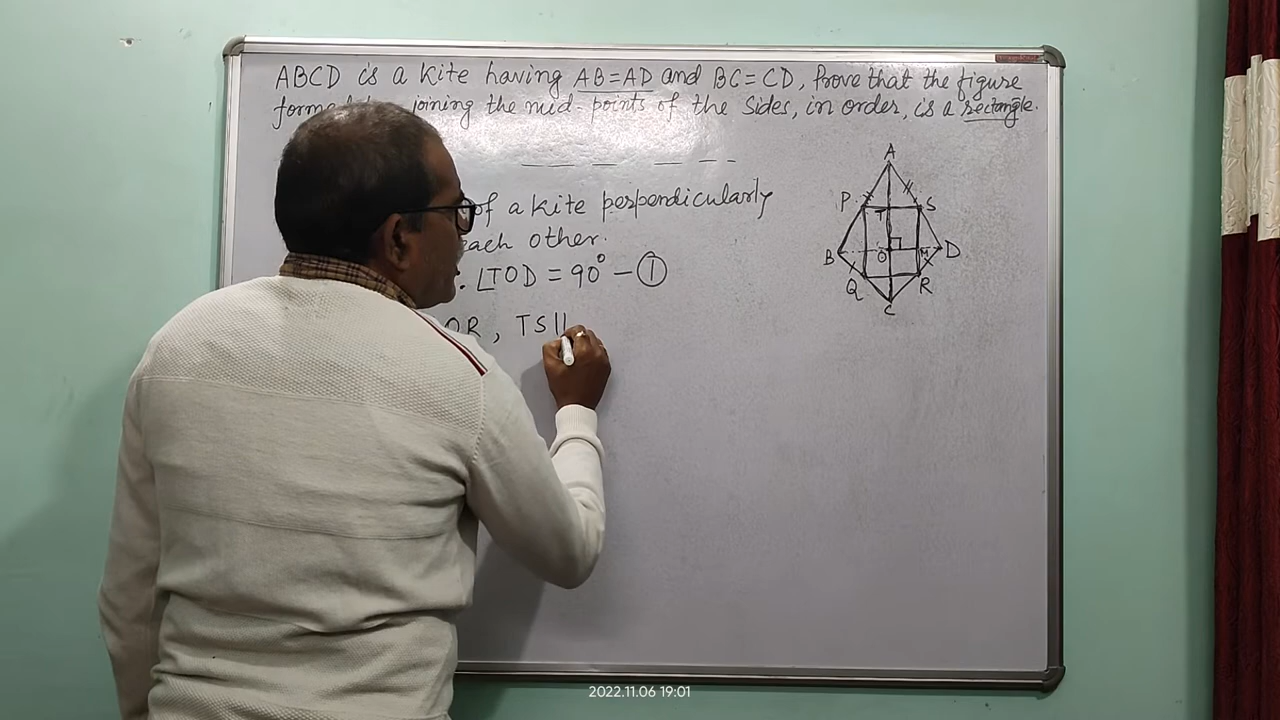 ABCD is a kite having AB=AD and BC=CD, Prove that the figure
joining the mid-points of the sides, in order, is a rectangle.
of a kite perpendicularly
each other.
∠TOD = 90° – ①
QR, TS||
A
P S
T
B O M D
Q R
C
2022.11.06 19:01